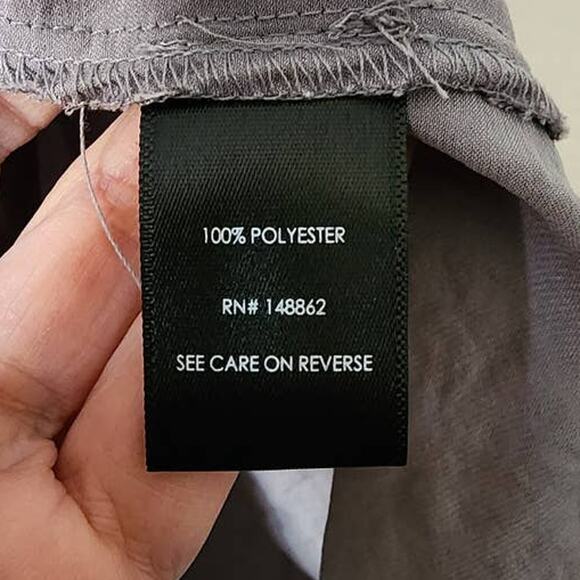 100% POLYESTER
RN# 148862
SEE CARE ON REVERSE